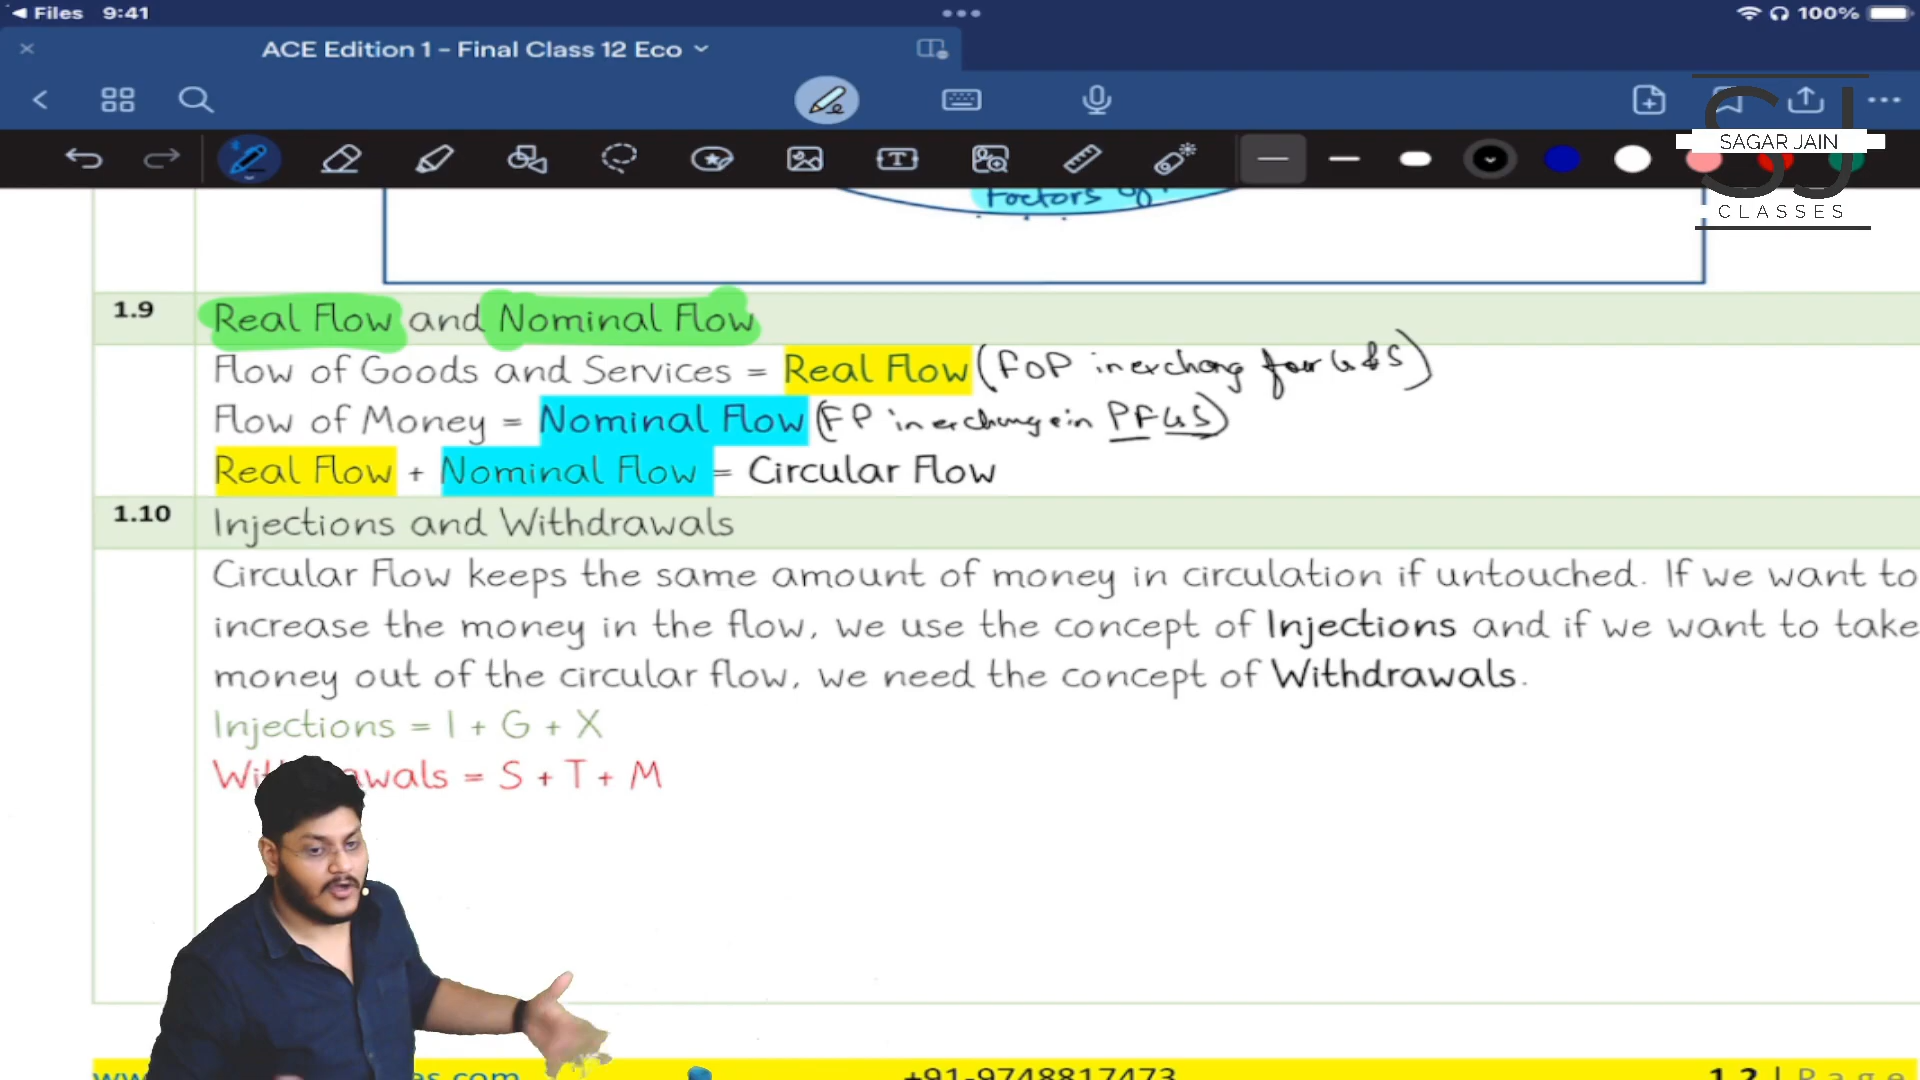 Files 9:41
100%
ACE Edition 1 - Final Class 12 Eco
SAGAR JAIN
CLASSES
Factors of
1.9 Real Flow and Nominal Flow
Flow of Goods and Services = Real Flow (FOP in exchang for G&S)
Flow of Money = Nominal Flow (FP in exchange in PFGS)
Real Flow + Nominal Flow = Circular Flow
1.10 Injections and Withdrawals
Circular Flow keeps the same amount of money in circulation if untouched. If we want to
increase the money in the flow, we use the concept of Injections and if we want to take
money out of the circular flow, we need the concept of Withdrawals.
Injections = I + G + X
= S + T + M
+91-9748817473
12 | Page